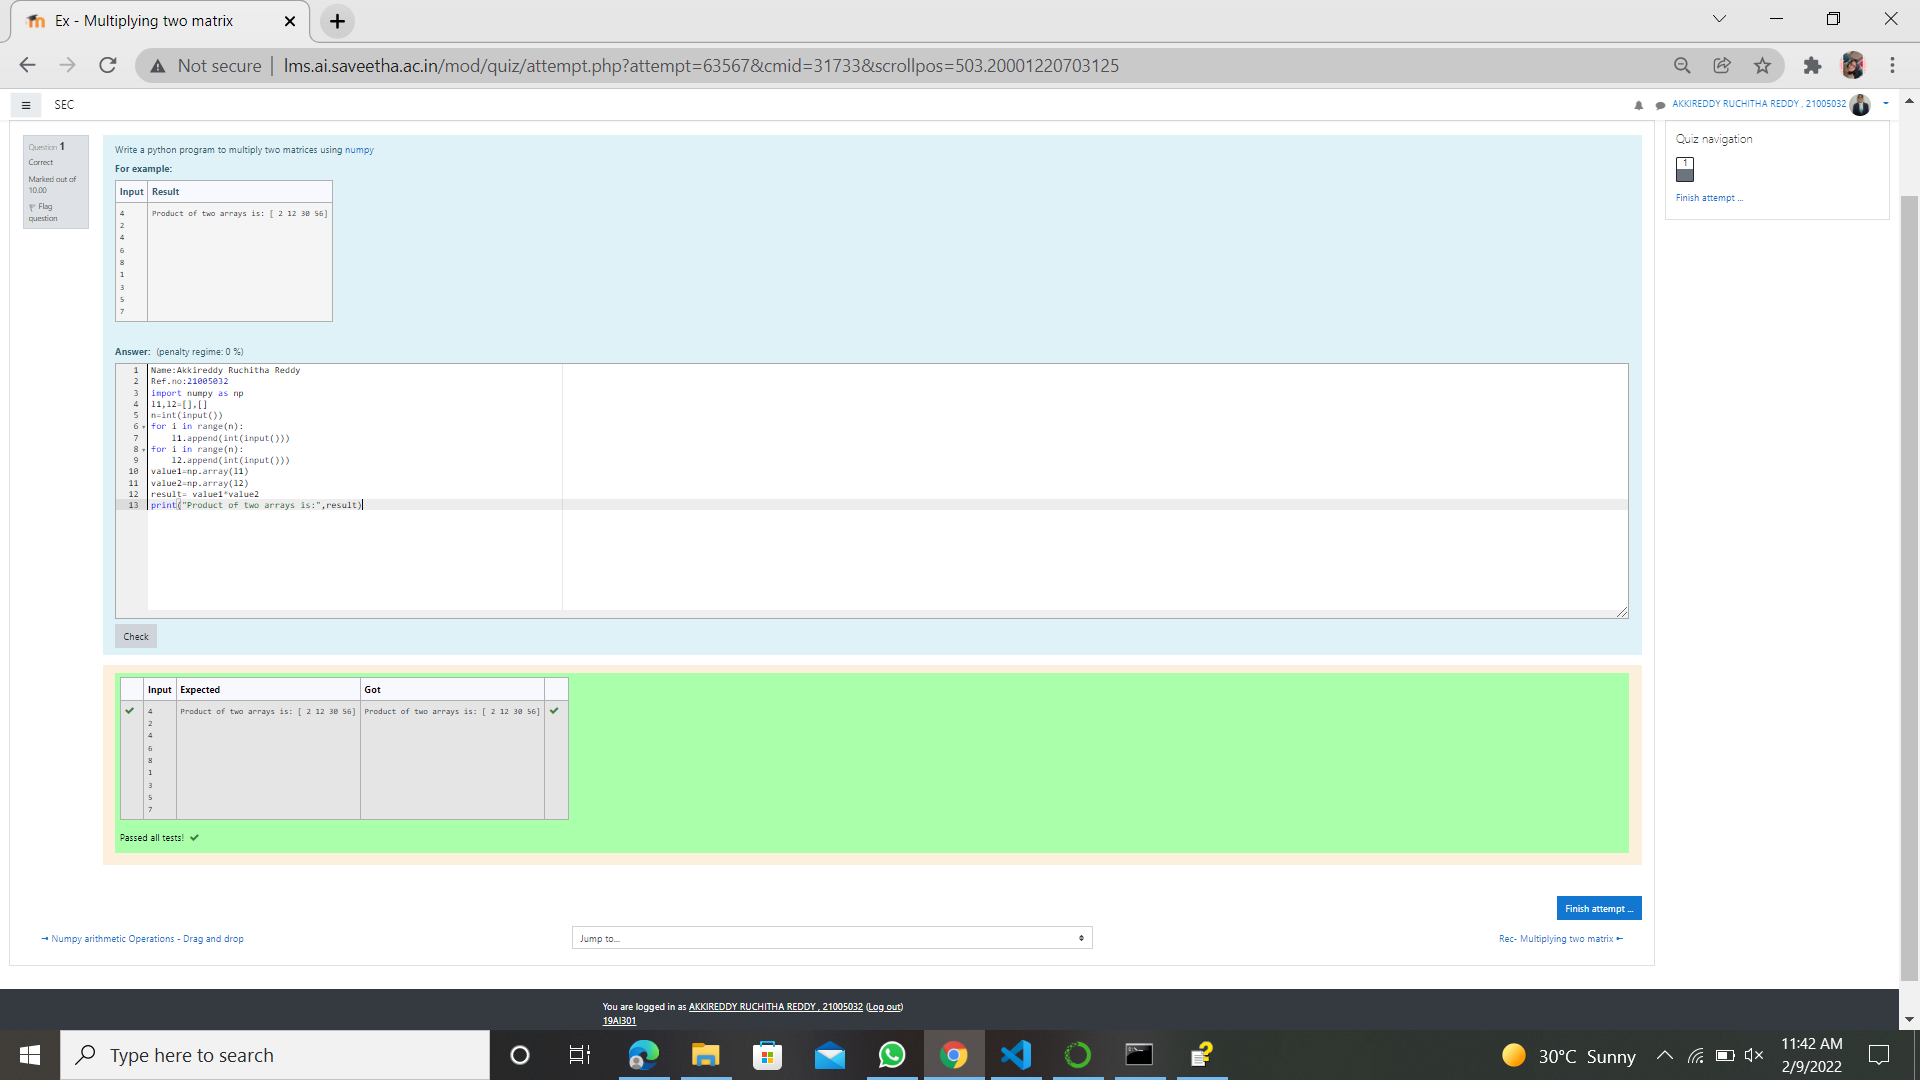 Ex - Multiplying two matrix
Not secure | lms.ai.saveetha.ac.in/mod/quiz/attempt.php?attempt=63567&cmid=31733&scrollpos=503.20001220703125
SEC
AKKIREDDY RUCHITHA REDDY , 21005032
Question 1
Correct
Marked out of
10.00
Flag
question
Write a python program to multiply two matrices using numpy
For example:
Input Result
4 Product of two arrays is: [ 2 12 30 56]
2
4
6
8
1
3
5
7
Answer: (penalty regime: 0 %)
1 Name:Akkireddy Ruchitha Reddy
2 Ref.no:21005032
3 import numpy as np
4 l1,l2=[],[]
5 n=int(input())
6 for i in range(n):
7     l1.append(int(input()))
8 for i in range(n):
9     l2.append(int(input()))
10 value1=np.array(l1)
11 value2=np.array(l2)
12 result= value1*value2
13 print("Product of two arrays is:",result)
Check
Input Expected Got
4 Product of two arrays is: [ 2 12 30 56] Product of two arrays is: [ 2 12 30 56]
2
4
6
8
1
3
5
7
Passed all tests!
Finish attempt ...
Numpy arithmetic Operations - Drag and drop
Jump to...
Rec- Multiplying two matrix
Quiz navigation
1
Finish attempt ...
You are logged in as AKKIREDDY RUCHITHA REDDY , 21005032 (Log out)
19AI301
Type here to search
30°C Sunny
11:42 AM
2/9/2022